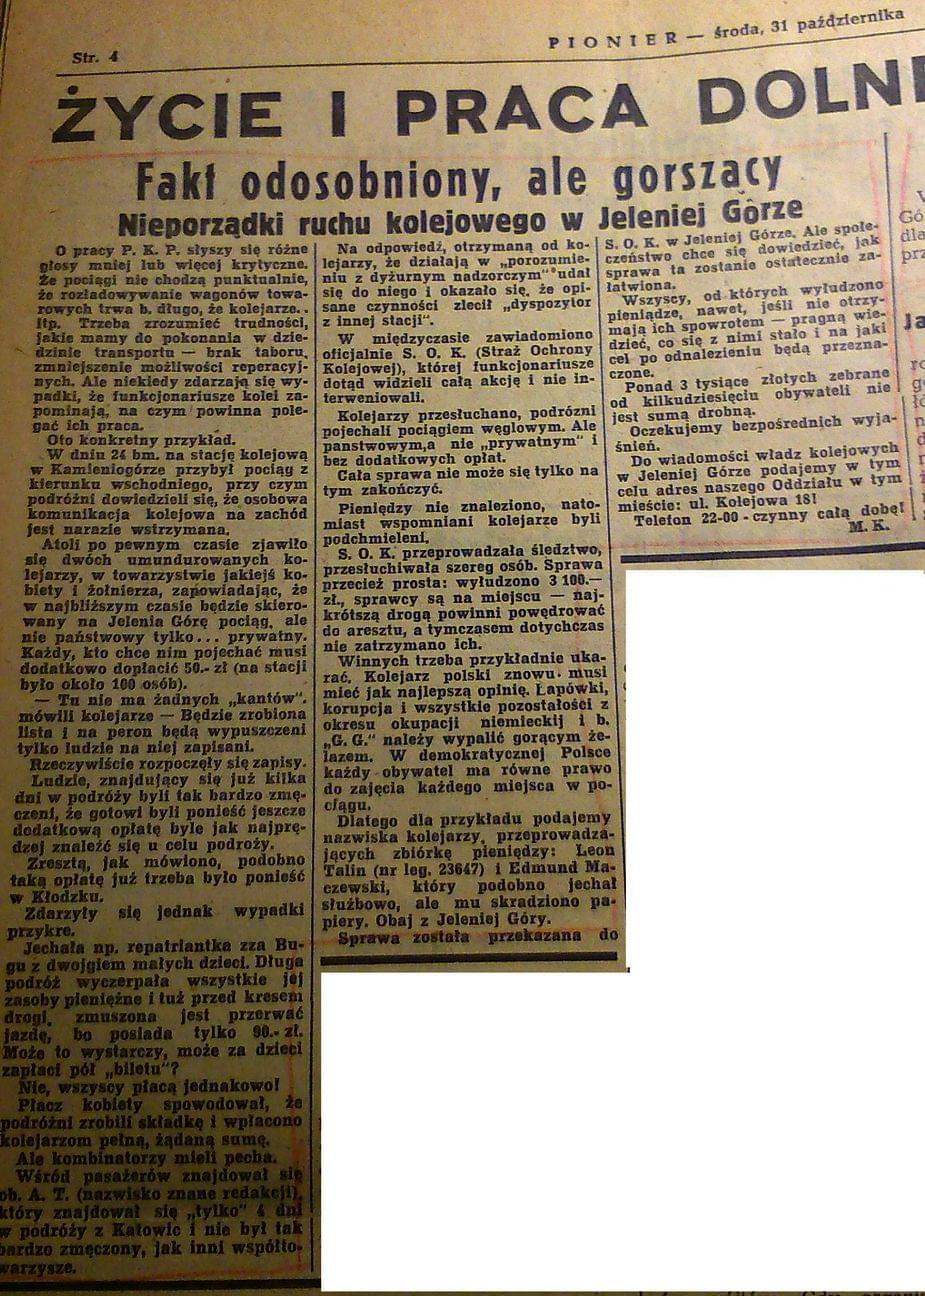 Str. 4
PIONIER — środa, 31 października
ŻYCIE I PRACA DOLN
Fakt odosobniony, ale gorszący
Nieporządki ruchu kolejowego w Jeleniej Górze
O pracy P. K. P. słyszy się różne
głosy mniej lub więcej krytyczne.
Że pociągi nie chodzą punktualnie,
że rozładowywanie wagonów towa-
rowych trwa b. długo, że kolejarze..
itp. Trzeba zrozumieć trudności,
jakie mamy do pokonania w dzie-
dzinie transportu — brak taboru,
zmniejszenie możliwości reperacyj-
nych. Ale niekiedy zdarzają się wy-
padki, że funkcjonariusze kolei za-
pominają, na czym powinna pole-
gać ich praca.
Oto konkretny przykład.
W dniu 24 bm. na stację kolejową
w Kamieniogórze przybył pociąg z
kierunku wschodniego, przy czym
podróżni dowiedzieli się, że osobowa
komunikacja kolejowa na zachód
jest narazie wstrzymana.
Atoli po pewnym czasie zjawiło
się dwóch umundurowanych ko-
lejarzy, w towarzystwie jakiejś ko-
biety i żołnierza, zapowiadając, że
w najbliższym czasie będzie skiero-
wany na Jelenia Górę pociąg, ale
nie państwowy tylko... prywatny.
Każdy, kto chce nim pojechać musi
dodatkowo dopłacić 50.- zł (na stacji
było około 100 osób).
— Tu nie ma żadnych „kantów".
mówili kolejarze — Będzie zrobiona
lista i na peron będą wypuszczeni
tylko ludzie na niej zapisani.
Rzeczywiście rozpoczęły się zapisy.
Ludzie, znajdujący się już kilka
dni w podróży byli tak bardzo zmę-
czeni, że gotowi byli ponieść jeszcze
dodatkową opłatę byle jak najprę-
dzej znaleźć się u celu podroży.
Zresztą, jak mówiono, podobno
taką opłatę już trzeba było ponieść
w Kłodzku.
Zdarzyły się jednak wypadki
przykre.
Jechała np. repatriantka zza Bu-
gu z dwojgiem małych dzieci. Długa
podróż wyczerpała wszystkie jej
zasoby pieniężne i tuż przed kresem
drogi, zmuszona jest przerwać
jazdę, bo posiada tylko 90.- zł.
Może to wystarczy, może za dzieci
zapłaci pół „biletu"?
Nie, wszyscy płacą jednakowo!
Płacz kobiety spowodował, że
podróżni zrobili składkę i wpłacono
kolejarzom pełną, żądaną sumę.
Ale kombinatorzy mieli pecha.
Wśród pasażerów znajdował się
ob. A. T. (nazwisko znane redakcji),
który znajdował się „tylko" 4 dni
w podróży z Katowic i nie był tak
bardzo zmęczony, jak inni współto-
warzysze.
Na odpowiedź, otrzymaną od ko-
lejarzy, że działają w „porozumie-
niu z dyżurnym nadzorczym" udał
się do niego i okazało się, że opi-
sane czynności zlecił „dyspozytor
z innej stacji".
W międzyczasie zawiadomiono
oficjalnie S. O. K. (Straż Ochrony
Kolejowej), której funkcjonariusze
dotąd widzieli całą akcję i nie in-
terweniowali.
Kolejarzy przesłuchano, podróżni
pojechali pociągiem węglowym. Ale
panstwowym,a nie „prywatnym" i
bez dodatkowych opłat.
Cała sprawa nie może się tylko na
tym zakończyć.
Pieniędzy nie znaleziono, nato-
miast wspomniani kolejarze byli
podchmieleni.
S. O. K. przeprowadzała śledztwo,
przesłuchiwała szereg osób. Sprawa
przecież prosta: wyłudzono 3 100.—
zł., sprawcy są na miejscu — naj-
krótszą drogą powinni powędrować
do aresztu, a tymczasem dotychczas
nie zatrzymano ich.
Winnych trzeba przykładnie uka-
rać. Kolejarz polski znowu musi
mieć jak najlepszą opinię. Łapówki,
korupcja i wszystkie pozostałości z
okresu okupacji niemieckij i b.
„G. G." należy wypalić gorącym że-
lazem. W demokratycznej Polsce
każdy obywatel ma równe prawo
do zajęcia każdego miejsca w po-
ciągu.
Dlatego dla przykładu podajemy
nazwiska kolejarzy, przeprowadza-
jących zbiórkę pieniędzy: Leon
Talin (nr leg. 23647) i Edmund Ma-
czewski, który podobno jechał
służbowo, ale mu skradziono pa-
piery. Obaj z Jeleniej Góry.
Sprawa została przekazana do
S. O. K. w Jeleniej Górze. Ale społe-
czeństwo chce się dowiedzieć, jak
sprawa ta zostanie ostatecznie za-
łatwiona.
Wszyscy, od których wyłudzono
pieniądze, nawet, jeśli nie otrzy-
mają ich spowrotem — pragną wie-
dzieć, co się z nimi stało i na jaki
cel po odnalezieniu będą przezna-
czone.
Ponad 3 tysiące złotych zebrane
od kilkudziesięciu obywateli nie
jest sumą drobną.
Oczekujemy bezpośrednich wyja-
śnień.
Do wiadomości władz kolejowych
w Jeleniej Górze podajemy w tym
celu adres naszego Oddziału w tym
mieście: ul. Kolejowa 18!
Telefon 22-00 - czynny całą dobę!
M. K.